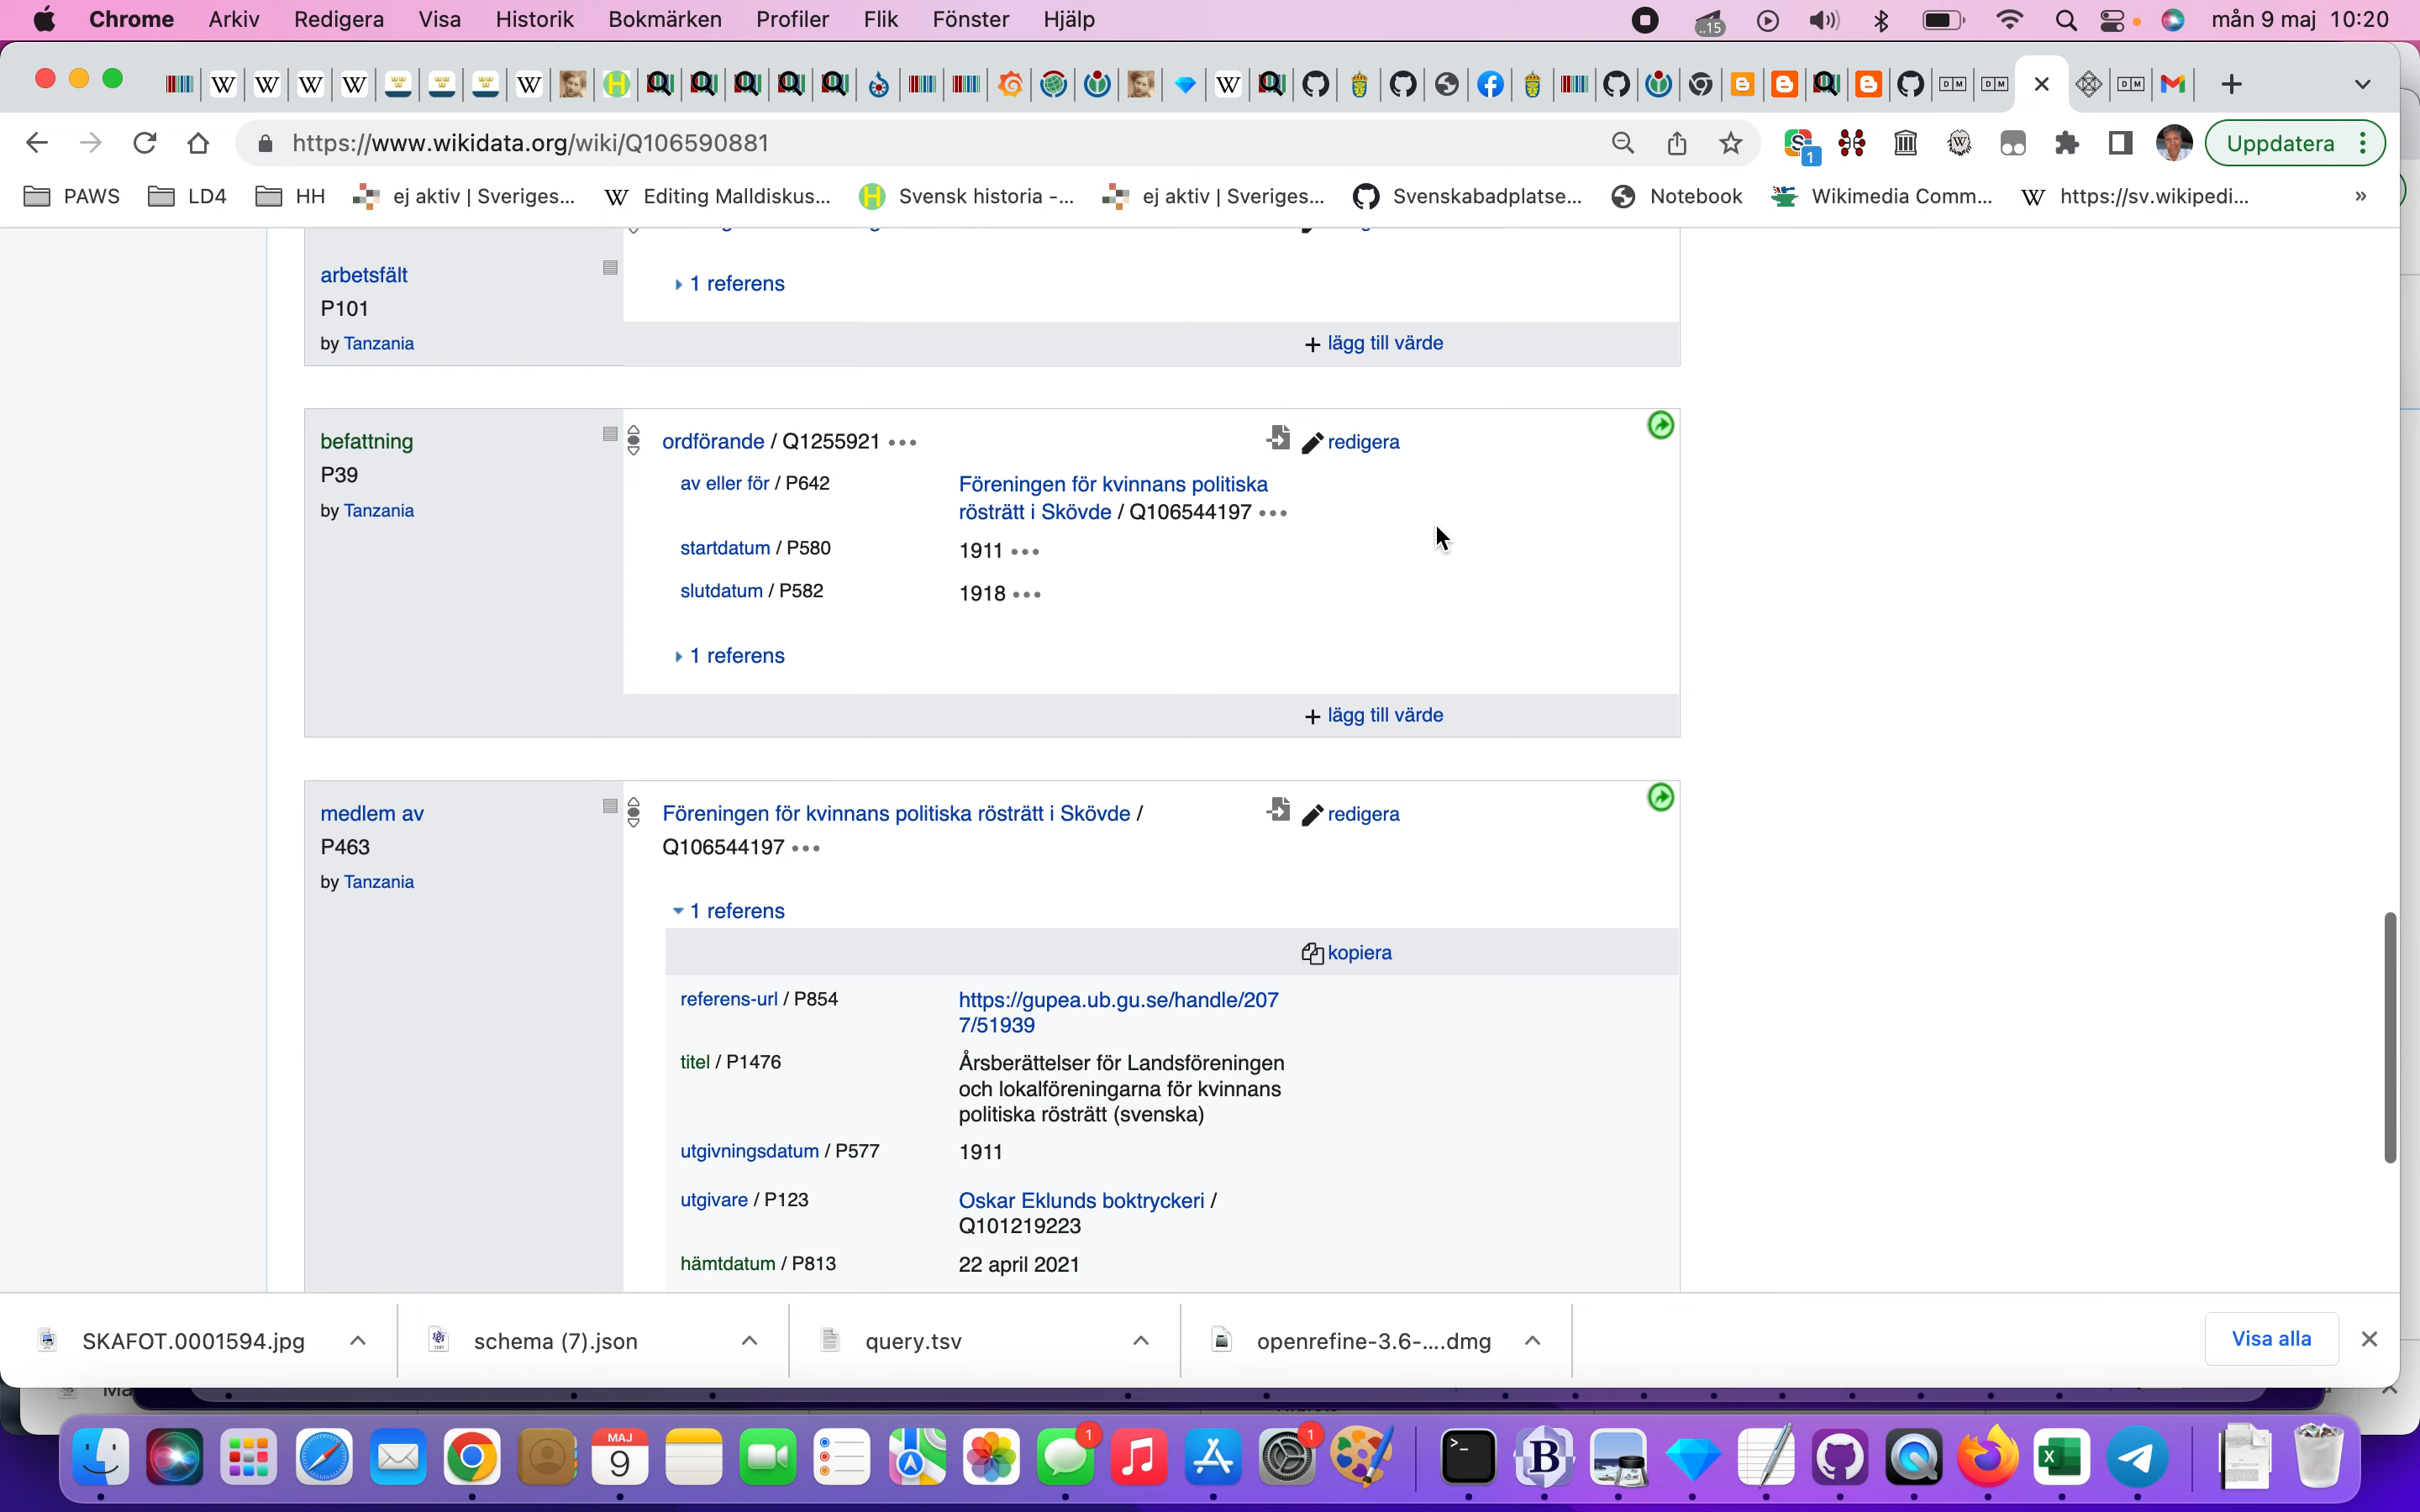 Chrome Arkiv Redigera Visa Historik Bokmärken Profiler Flik Fönster Hjälp ..15 mån 9 maj 10:20
https://www.wikidata.org/wiki/Q106590881 1 Uppdatera
PAWS LD4 HH ej aktiv | Sveriges... Editing Malldiskus... Svensk historia -... ej aktiv | Sveriges... Svenskabadplatse... Notebook Wikimedia Comm... https://sv.wikipedi... »
arbetsfält
P101
by Tanzania
1 referens
+ lägg till värde
befattning
P39
by Tanzania
ordförande / Q1255921 •••
redigera
av eller för / P642
Föreningen för kvinnans politiska
rösträtt i Skövde / Q106544197 •••
startdatum / P580
1911 •••
slutdatum / P582
1918 •••
1 referens
+ lägg till värde
medlem av
P463
by Tanzania
Föreningen för kvinnans politiska rösträtt i Skövde /
Q106544197 •••
redigera
1 referens
kopiera
referens-url / P854
https://gupea.ub.gu.se/handle/207
7/51939
titel / P1476
Årsberättelser för Landsföreningen
och lokalföreningarna för kvinnans
politiska rösträtt (svenska)
utgivningsdatum / P577
1911
utgivare / P123
Oskar Eklunds boktryckeri /
Q101219223
hämtdatum / P813
22 april 2021
SKAFOT.0001594.jpg schema (7).json query.tsv openrefine-3.6-....dmg Visa alla
MAJ
9
1
1